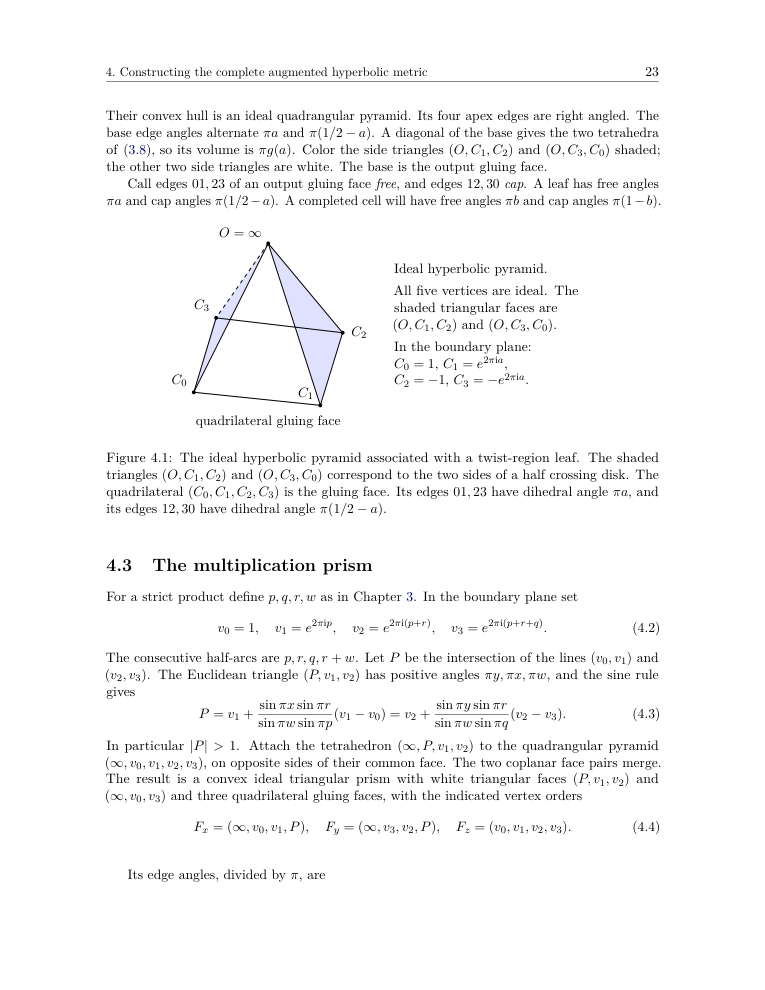 4. Constructing the complete augmented hyperbolic metric 23
Their convex hull is an ideal quadrangular pyramid. Its four apex edges are right angled. The
base edge angles alternate πa and π(1/2 − a). A diagonal of the base gives the two tetrahedra
of (3.8), so its volume is πg(a). Color the side triangles (O, C₁, C₂) and (O, C₃, C₀) shaded;
the other two side triangles are white. The base is the output gluing face.
Call edges 01, 23 of an output gluing face free, and edges 12, 30 cap. A leaf has free angles
πa and cap angles π(1/2 − a). A completed cell will have free angles πb and cap angles π(1 − b).
O = ∞
C₃
C₂
C₀
C₁
quadrilateral gluing face
Ideal hyperbolic pyramid.
All five vertices are ideal. The
shaded triangular faces are
(O, C₁, C₂) and (O, C₃, C₀).
In the boundary plane:
C₀ = 1, C₁ = e^{2πia},
C₂ = −1, C₃ = −e^{2πia}.
Figure 4.1: The ideal hyperbolic pyramid associated with a twist-region leaf. The shaded
triangles (O, C₁, C₂) and (O, C₃, C₀) correspond to the two sides of a half crossing disk. The
quadrilateral (C₀, C₁, C₂, C₃) is the gluing face. Its edges 01, 23 have dihedral angle πa, and
its edges 12, 30 have dihedral angle π(1/2 − a).
4.3 The multiplication prism
For a strict product define p, q, r, w as in Chapter 3. In the boundary plane set
v₀ = 1, v₁ = e^{2πip}, v₂ = e^{2πi(p+r)}, v₃ = e^{2πi(p+r+q)}. (4.2)
The consecutive half-arcs are p, r, q, r + w. Let P be the intersection of the lines (v₀, v₁) and
(v₂, v₃). The Euclidean triangle (P, v₁, v₂) has positive angles πy, πx, πw, and the sine rule
gives
P = v₁ + \frac{sin πx sin πr}{sin πw sin πp}(v₁ − v₀) = v₂ + \frac{sin πy sin πr}{sin πw sin πq}(v₂ − v₃). (4.3)
In particular |P| > 1. Attach the tetrahedron (∞, P, v₁, v₂) to the quadrangular pyramid
(∞, v₀, v₁, v₂, v₃), on opposite sides of their common face. The two coplanar face pairs merge.
The result is a convex ideal triangular prism with white triangular faces (P, v₁, v₂) and
(∞, v₀, v₃) and three quadrilateral gluing faces, with the indicated vertex orders
Fₓ = (∞, v₀, v₁, P), F_y = (∞, v₃, v₂, P), F_z = (v₀, v₁, v₂, v₃). (4.4)
Its edge angles, divided by π, are